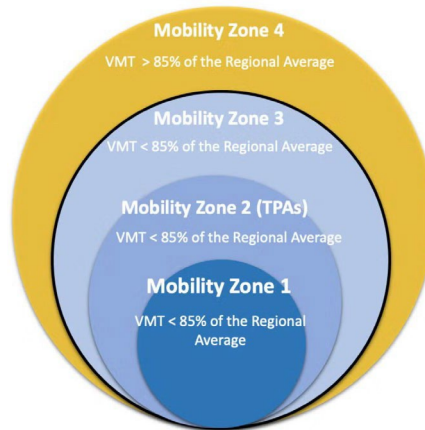 Mobility Zone 4
VMT > 85% of the Regional Average
Mobility Zone 3
VMT < 85% of the Regional Average
Mobility Zone 2 (TPAs)
VMT < 85% of the Regional Average
Mobility Zone 1
VMT < 85% of the Regional
Average